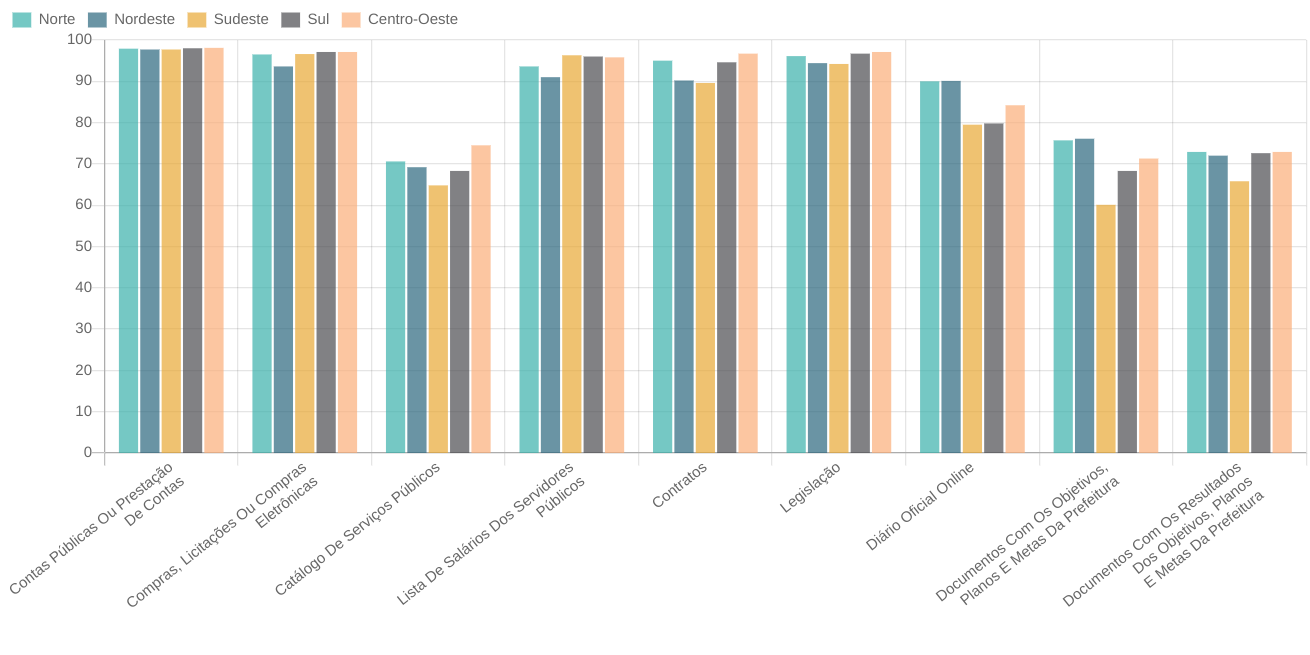 Norte Nordeste Sudeste Sul Centro-Oeste
100
90
80
70
60
50
40
30
20
10
0
Contas Públicas Ou Prestação
De Contas
Compras, Licitações Ou Compras
Eletrônicas
Catálogo De Serviços Públicos
Lista De Salários Dos Servidores
Públicos
Contratos
Legislação
Diário Oficial Online
Documentos Com Os Objetivos,
Planos E Metas Da Prefeitura
Documentos Com Os Resultados
Dos Objetivos, Planos
E Metas Da Prefeitura